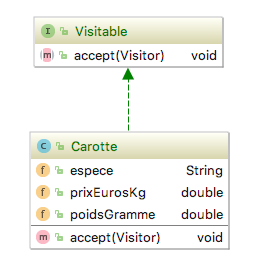 I Visitable
m accept(Visitor) void
C Carotte
f espece String
f prixEurosKg double
f poidsGramme double
m accept(Visitor) void